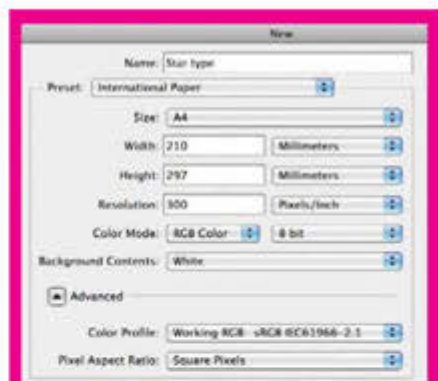 New
Name: Star type
Preset: International Paper
Size: A4
Width: 210 Millimeters
Height: 297 Millimeters
Resolution: 300 Pixels/Inch
Color Mode: RGB Color 8 bit
Background Contents: White
Advanced
Color Profile: Working RGB: sRGB IEC61966-2.1
Pixel Aspect Ratio: Square Pixels